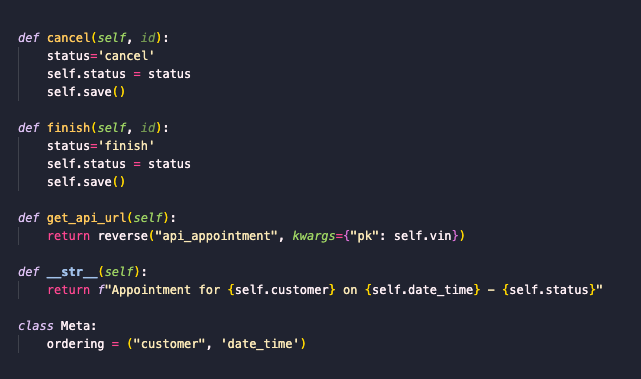 def cancel(self, id):
    status='cancel'
    self.status = status
    self.save()
def finish(self, id):
    status='finish'
    self.status = status
    self.save()
def get_api_url(self):
    return reverse("api_appointment", kwargs={"pk": self.vin})
def __str__(self):
    return f"Appointment for {self.customer} on {self.date_time} - {self.status}"
class Meta:
    ordering = ("customer", 'date_time')